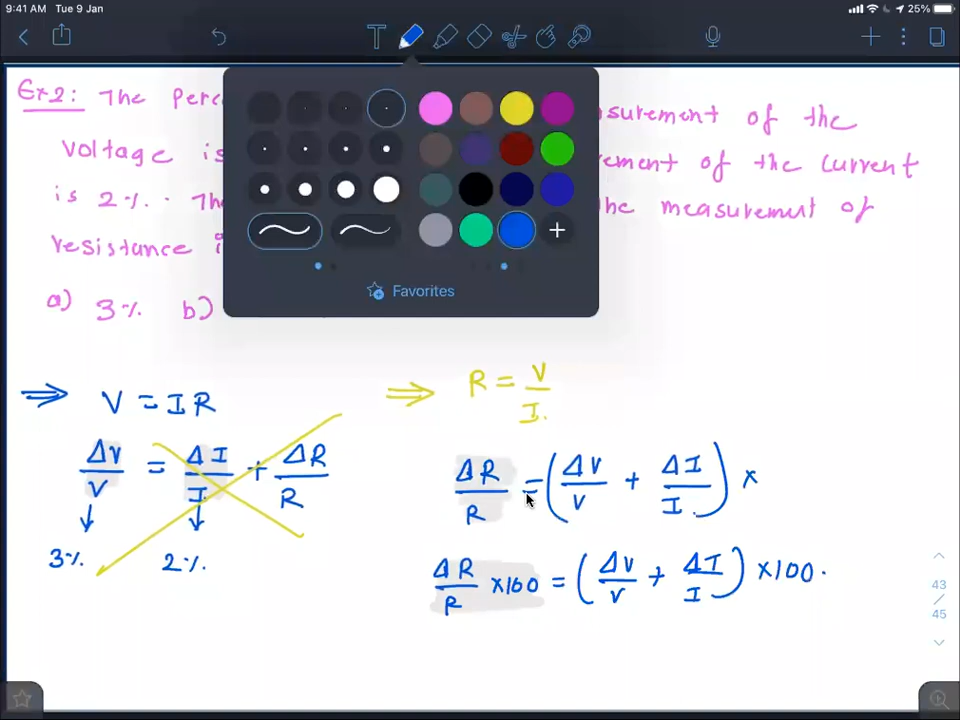 9:41 AM Tue 9 Jan
25%
T
Ex2: The Perc surement of the
voltage is rement of the current
is 2%. The the measurement of
resistance i
a) 3% b)
Favorites
⇒ V = IR
ΔV/V = ΔI/I + ΔR/R
3% 2%.
⇒ R = V/I.
ΔR/R = (ΔV/V + ΔI/I.) ×
ΔR/R ×100 = (ΔV/V + ΔI/I) ×100.
43
/
45